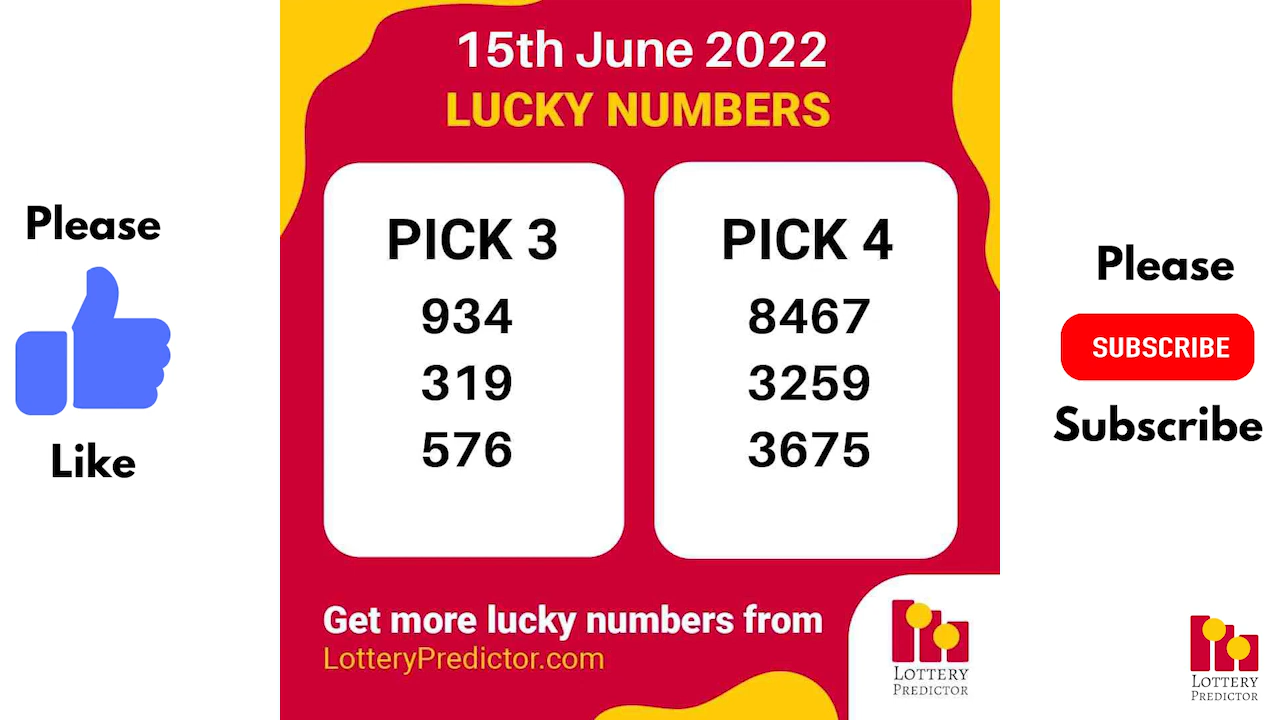 Please
Like
15th June 2022
LUCKY NUMBERS
PICK 3
934
319
576
PICK 4
8467
3259
3675
Get more lucky numbers from
LotteryPredictor.com
LOTTERY
PREDICTOR
Please
SUBSCRIBE
Subscribe
LOTTERY
PREDICTOR